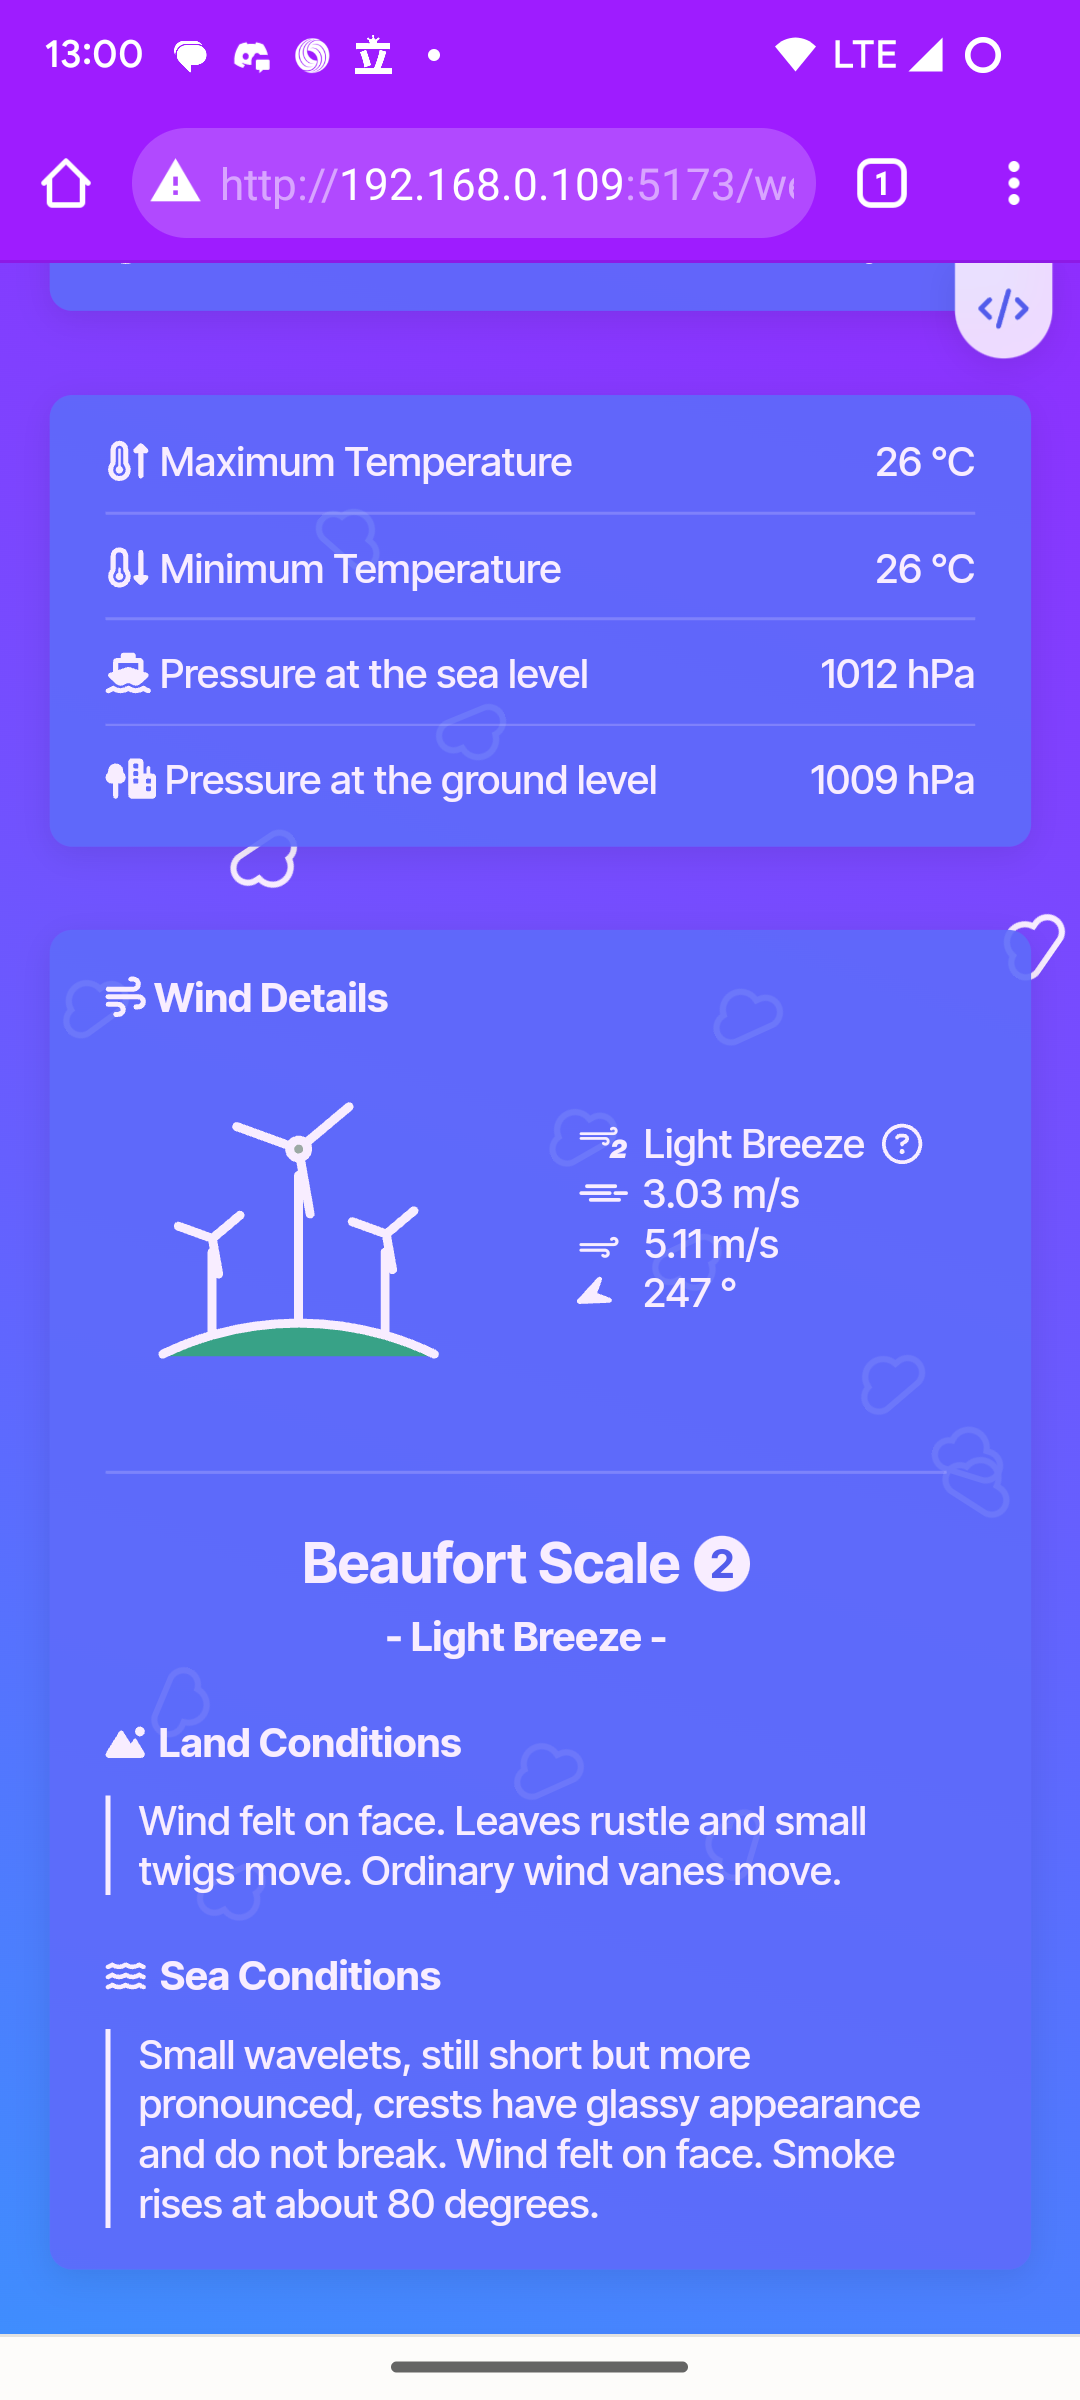 13:00
LTE
http://192.168.0.109:5173/we
1
</>
Maximum Temperature 26 °C
Minimum Temperature 26 °C
Pressure at the sea level 1012 hPa
Pressure at the ground level 1009 hPa
Wind Details
2 Light Breeze ?
3.03 m/s
5.11 m/s
247 °
Beaufort Scale 2
- Light Breeze -
Land Conditions
Wind felt on face. Leaves rustle and small
twigs move. Ordinary wind vanes move.
Sea Conditions
Small wavelets, still short but more
pronounced, crests have glassy appearance
and do not break. Wind felt on face. Smoke
rises at about 80 degrees.